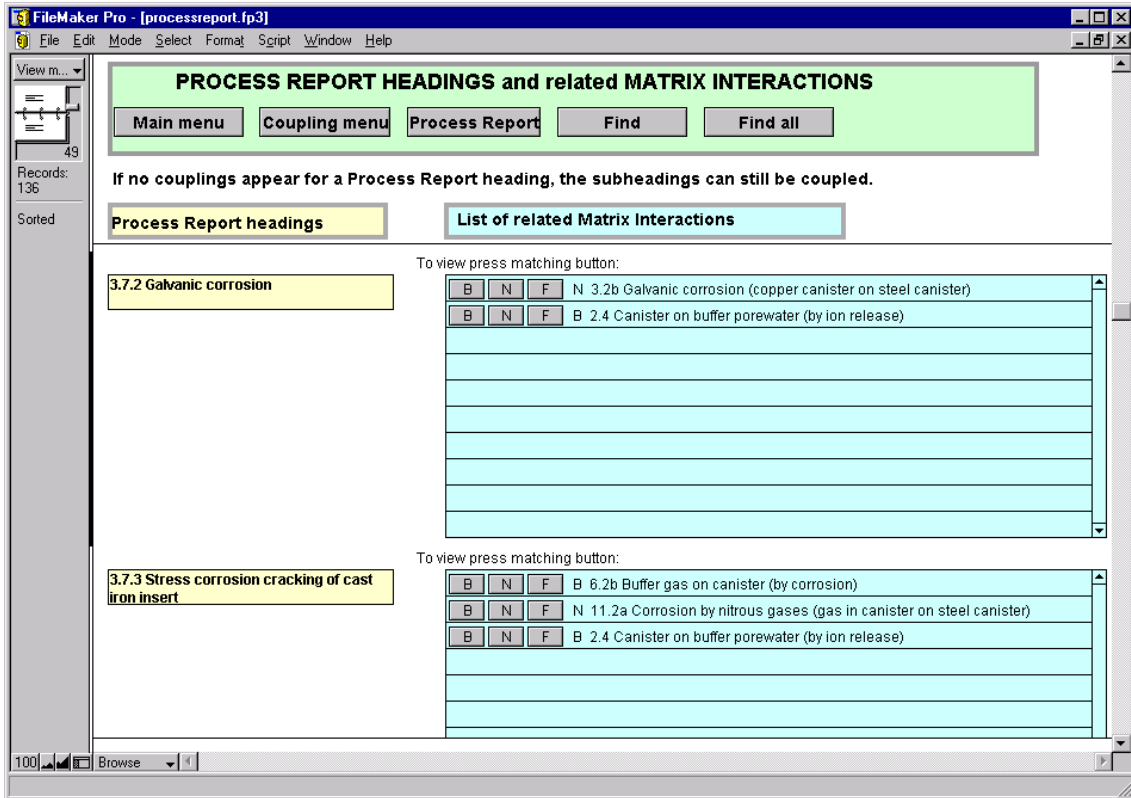 FileMaker Pro - [processreport.fp3]
File Edit Mode Select Format Script Window Help
View m...
49
Records:
136
Sorted
PROCESS REPORT HEADINGS and related MATRIX INTERACTIONS
Main menu Coupling menu Process Report Find Find all
If no couplings appear for a Process Report heading, the subheadings can still be coupled.
Process Report headings List of related Matrix Interactions
To view press matching button:
3.7.2 Galvanic corrosion
B N F N 3.2b Galvanic corrosion (copper canister on steel canister)
B N F B 2.4 Canister on buffer porewater (by ion release)
To view press matching button:
3.7.3 Stress corrosion cracking of cast
iron insert
B N F B 6.2b Buffer gas on canister (by corrosion)
B N F N 11.2a Corrosion by nitrous gases (gas in canister on steel canister)
B N F B 2.4 Canister on buffer porewater (by ion release)
100 Browse